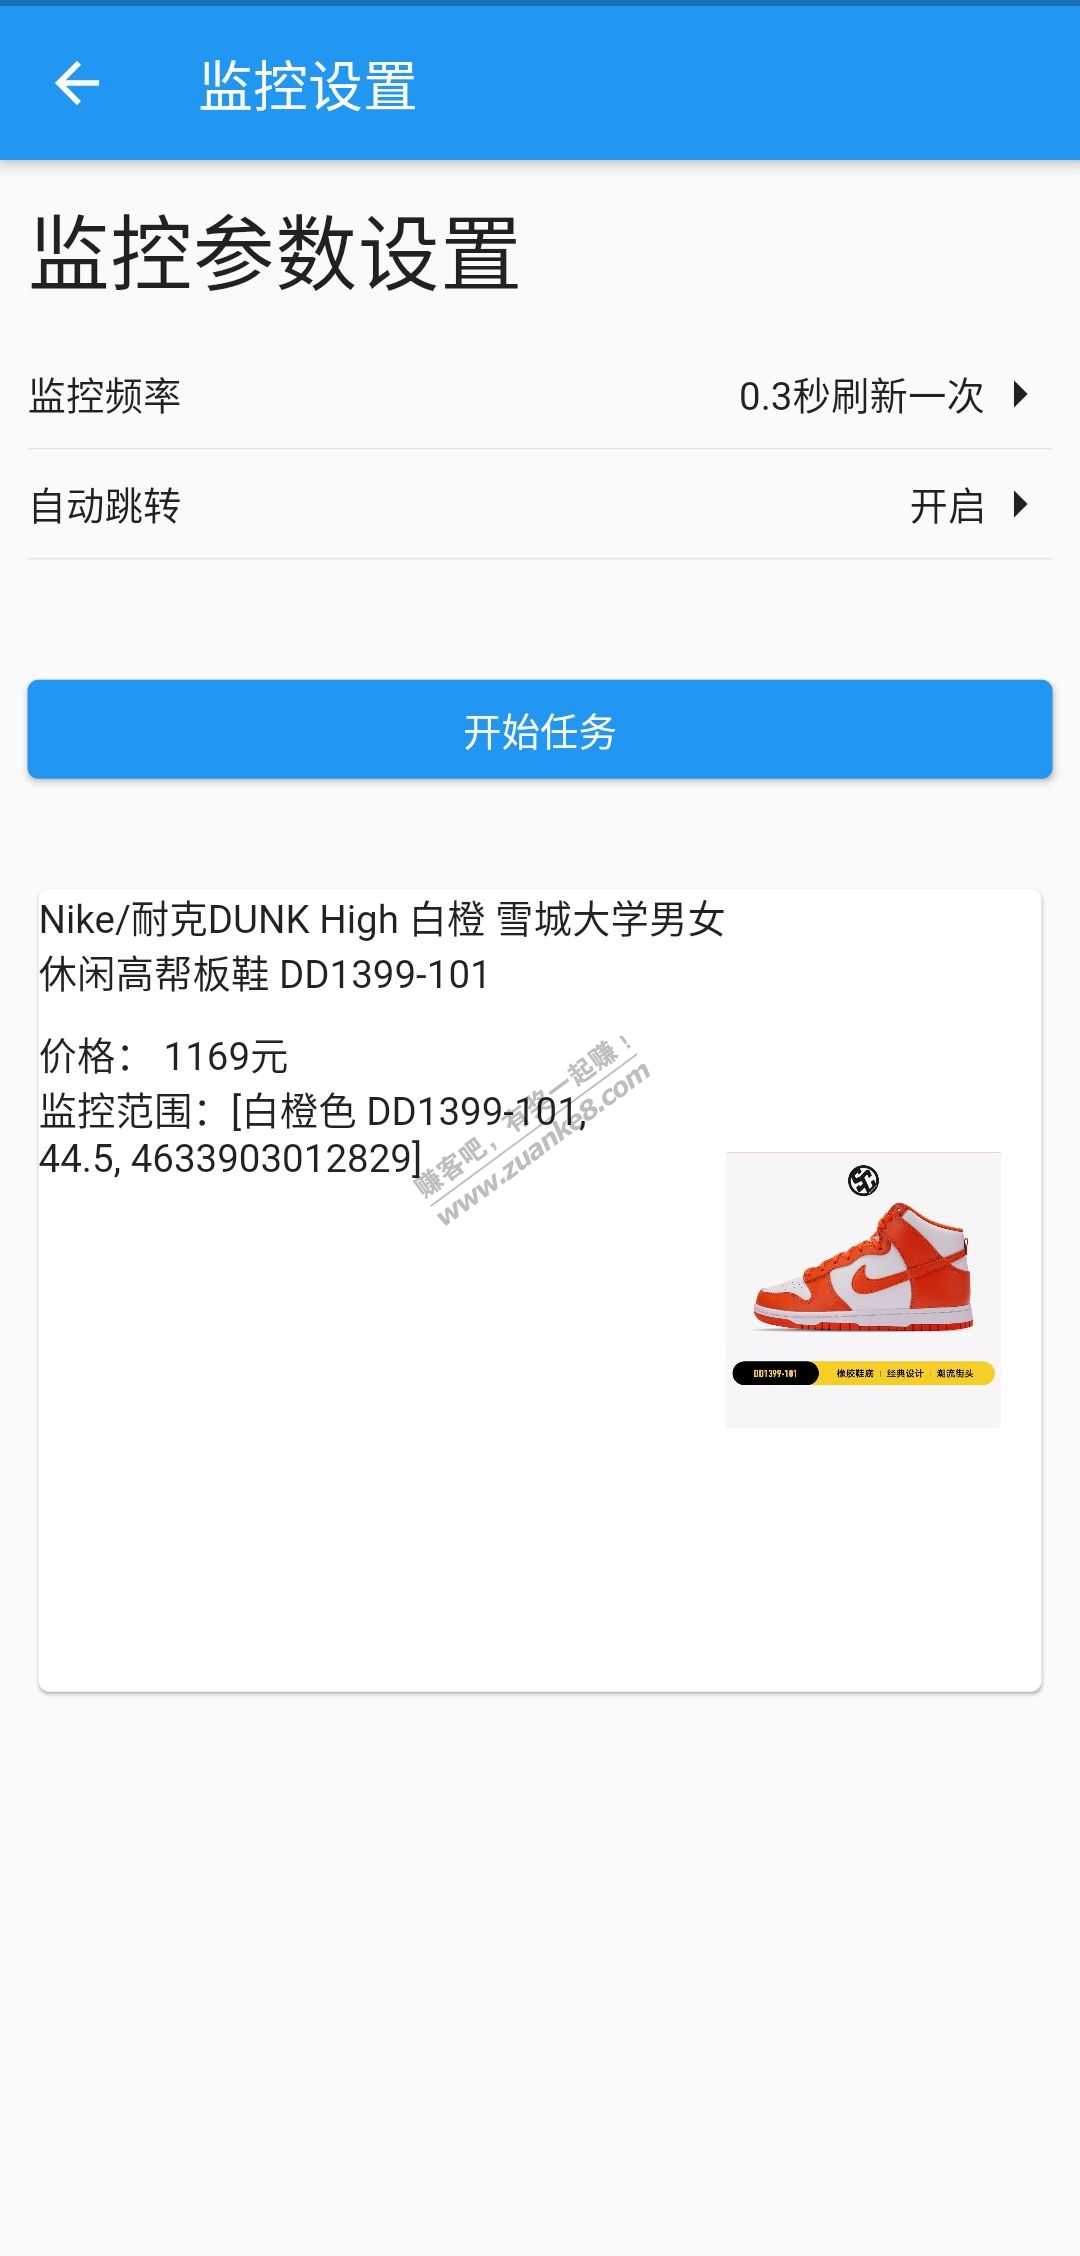 监控设置
监控参数设置
监控频率 0.3秒刷新一次
自动跳转 开启
开始任务
Nike/耐克DUNK High 白橙 雪城大学男女
休闲高帮板鞋 DD1399-101
价格： 1169元
监控范围：[白橙色 DD1399-101,
44.5, 4633903012829]
赚客吧，有奖一起赚！
www.zuanke8.com
DD1399-101 橡胶鞋底 | 经典设计 | 潮流街头